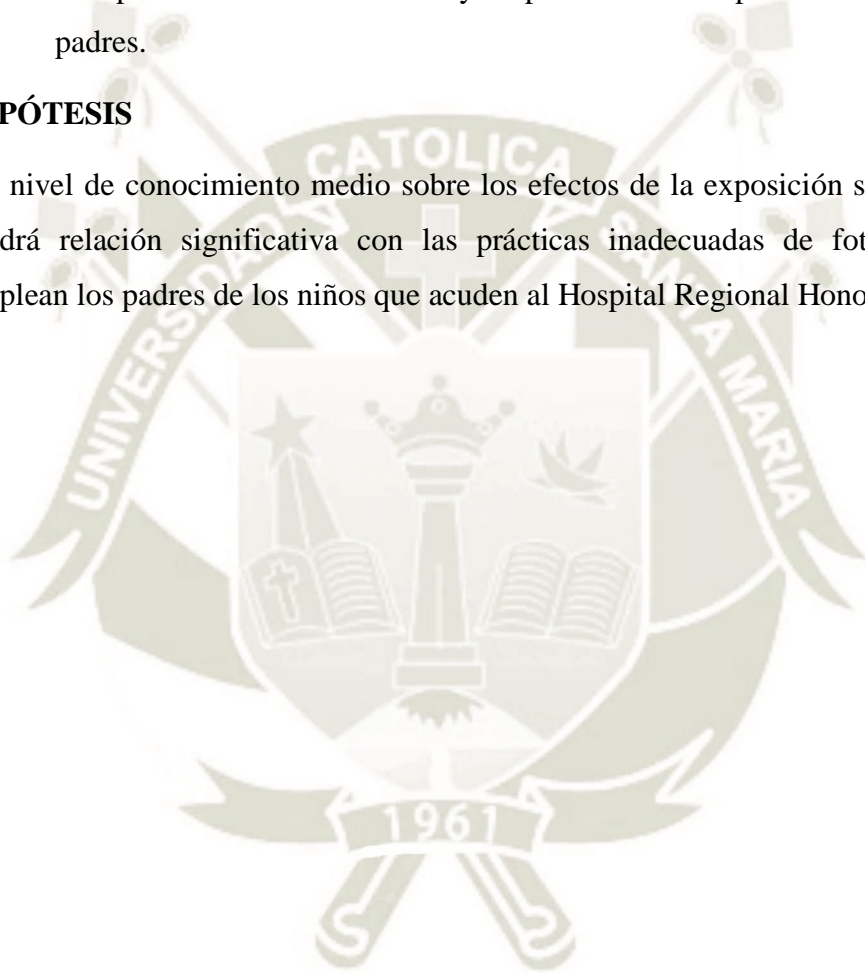 padres.
PÓTESIS
nivel de conocimiento medio sobre los efectos de la exposición s
drá relación significativa con las prácticas inadecuadas de fot
plean los padres de los niños que acuden al Hospital Regional Hono
UNIVERSIDAD CATOLICA SANTA MARIA
1961